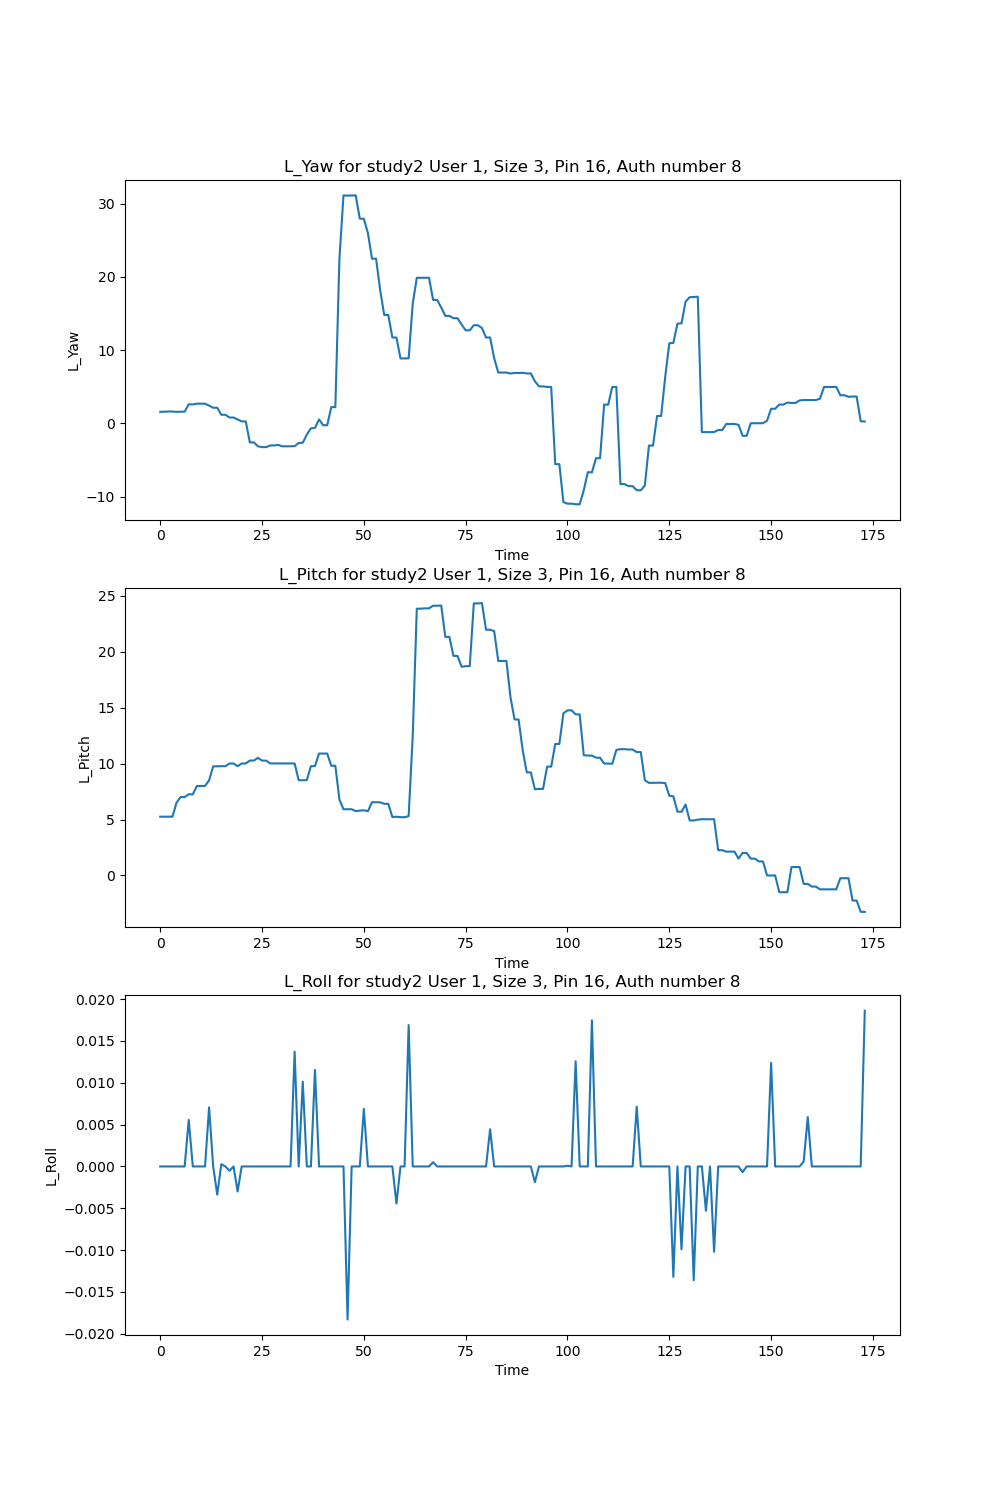 L_Yaw for study2 User 1, Size 3, Pin 16, Auth number 8
30
20
10
0
−10
L_Yaw
0 25 50 75 100 125 150 175
Time
L_Pitch for study2 User 1, Size 3, Pin 16, Auth number 8
25
20
15
10
5
0
L_Pitch
0 25 50 75 100 125 150 175
Time
L_Roll for study2 User 1, Size 3, Pin 16, Auth number 8
0.020
0.015
0.010
0.005
0.000
−0.005
−0.010
−0.015
−0.020
L_Roll
0 25 50 75 100 125 150 175
Time